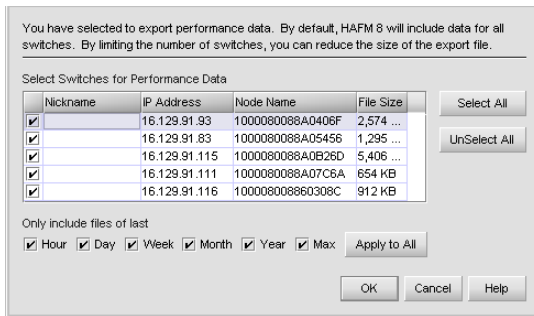 You have selected to export performance data. By default, HAFM 8 will include data for all
switches. By limiting the number of switches, you can reduce the size of the export file.
Select Switches for Performance Data
Nickname IP Address Node Name File Size
16.129.91.93 1000080088A0406F 2,574 ...
16.129.91.83 1000080088A05456 1,295 ...
16.129.91.115 1000080088A0B26D 5,406 ...
16.129.91.111 1000080088A07C6A 654 KB
16.129.91.116 100008008860308C 912 KB
Select All
UnSelect All
Only include files of last
Hour Day Week Month Year Max Apply to All
OK Cancel Help